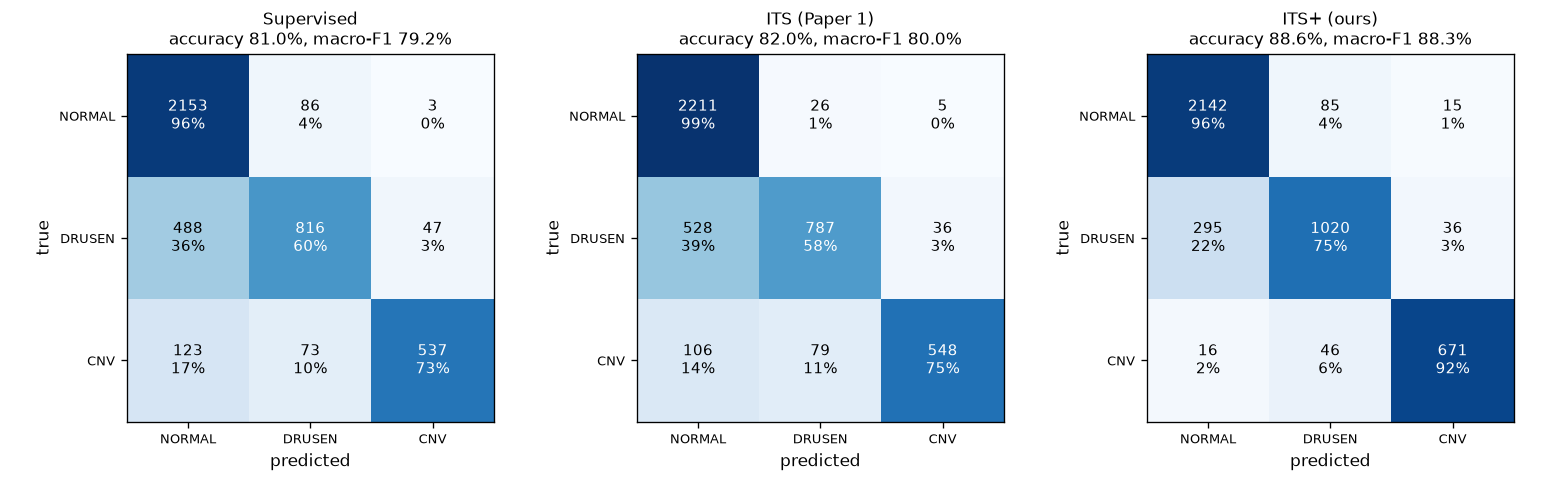 Supervised
accuracy 81.0%, macro-F1 79.2%
true
NORMAL
2153
96%
86
4%
3
0%
DRUSEN
488
36%
816
60%
47
3%
CNV
123
17%
73
10%
537
73%
NORMAL DRUSEN CNV
predicted
ITS (Paper 1)
accuracy 82.0%, macro-F1 80.0%
true
NORMAL
2211
99%
26
1%
5
0%
DRUSEN
528
39%
787
58%
36
3%
CNV
106
14%
79
11%
548
75%
NORMAL DRUSEN CNV
predicted
ITS+ (ours)
accuracy 88.6%, macro-F1 88.3%
true
NORMAL
2142
96%
85
4%
15
1%
DRUSEN
295
22%
1020
75%
36
3%
CNV
16
2%
46
6%
671
92%
NORMAL DRUSEN CNV
predicted